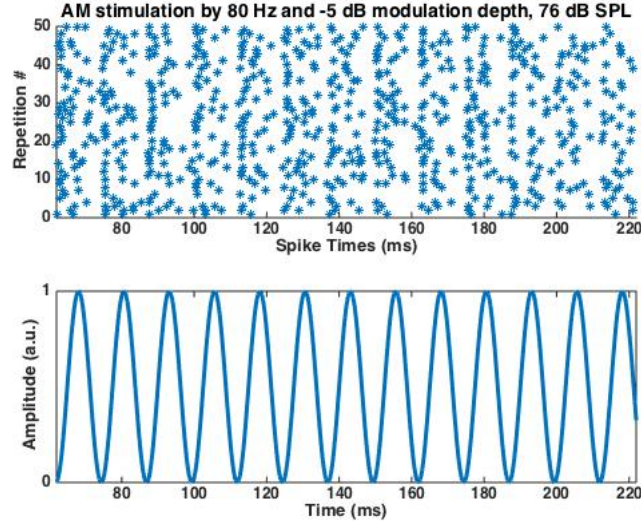 AM stimulation by 80 Hz and -5 dB modulation depth, 76 dB SPL
50
40
30
20
10
0
Repetition #
80 100 120 140 160 180 200 220
Spike Times (ms)
1
0
Amplitude (a.u.)
80 100 120 140 160 180 200 220
Time (ms)